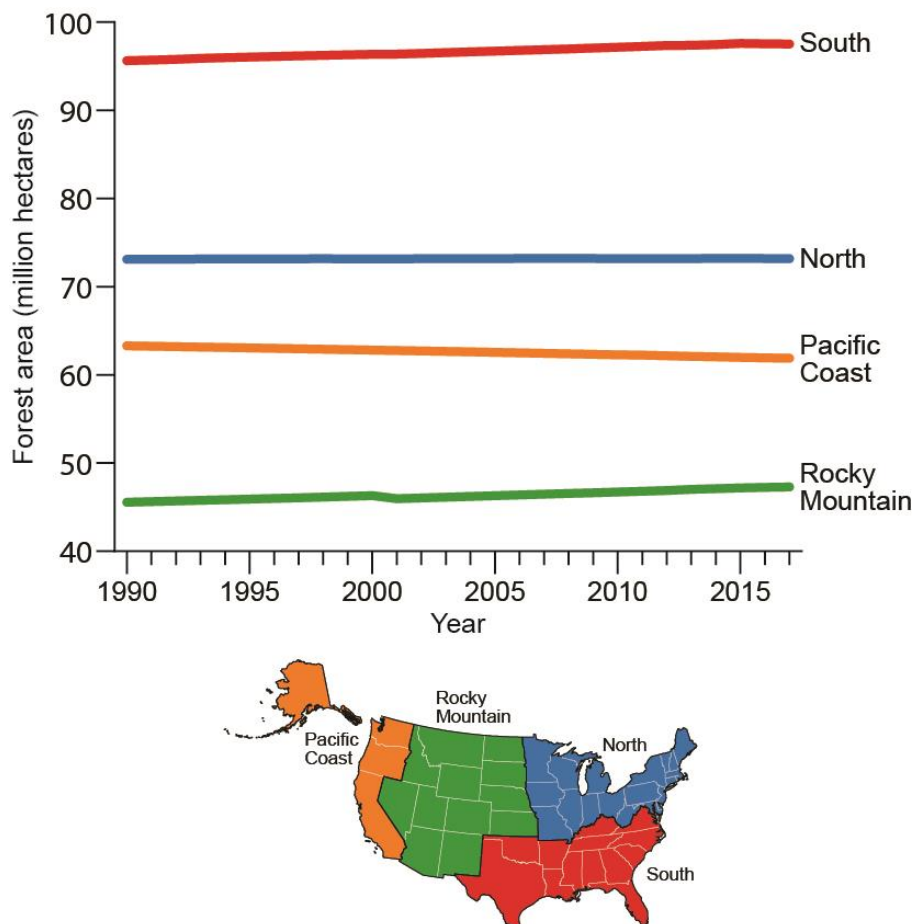 100
90
80
70
60
50
40
Forest area (million hectares)
South
North
Pacific
Coast
Rocky
Mountain
1990 1995 2000 2005 2010 2015
Year
Rocky
Mountain
Pacific
Coast
North
South